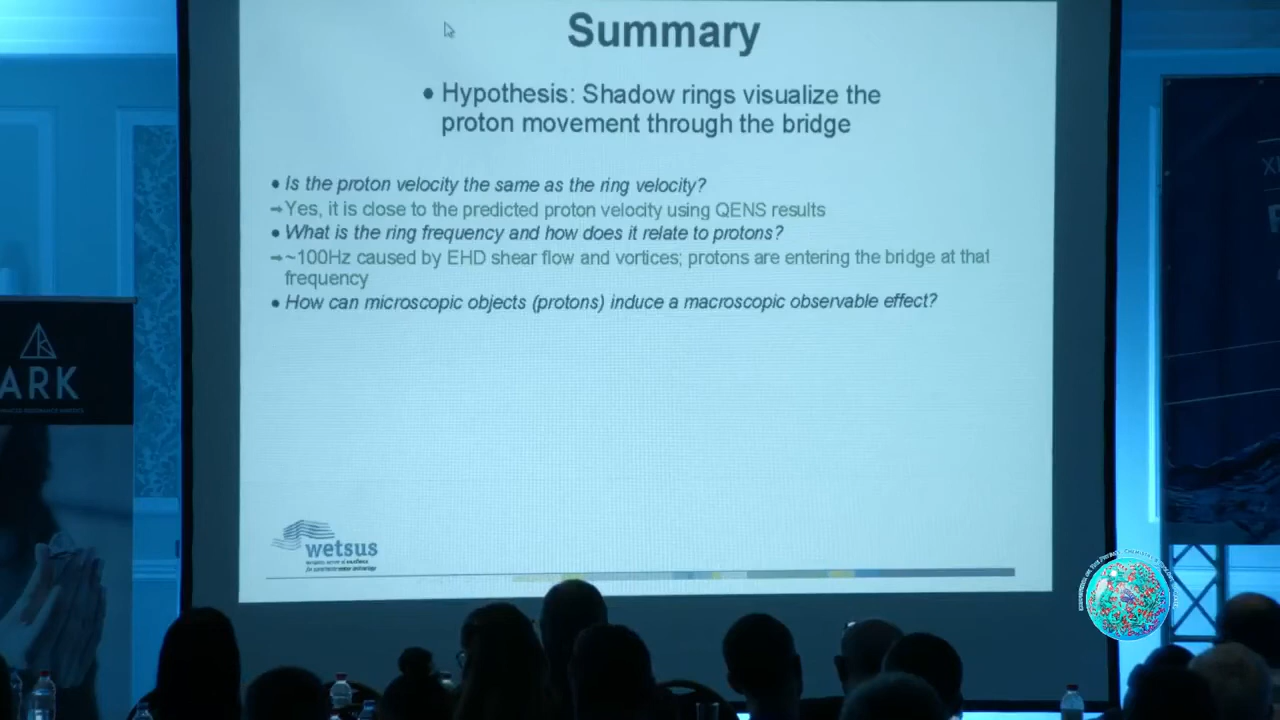 Summary
• Hypothesis: Shadow rings visualize the
proton movement through the bridge
• Is the proton velocity the same as the ring velocity?
→Yes, it is close to the predicted proton velocity using QENS results
• What is the ring frequency and how does it relate to protons?
→~100Hz caused by EHD shear flow and vortices; protons are entering the bridge at that
frequency
• How can microscopic objects (protons) induce a macroscopic observable effect?
wetsus
ARK